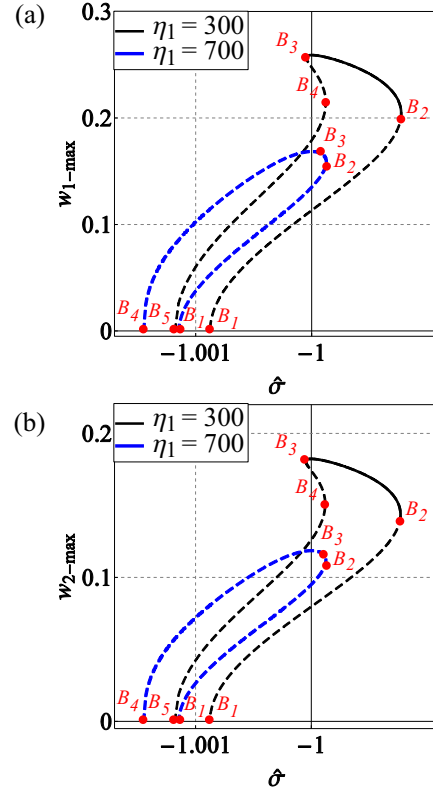 (a)
0.3
η₁ = 300
η₁ = 700
B₃
B₄
0.2
B₂
B₃
B₂
w₁₋max
0.1
B₄
B₅
B₁
B₁
0
-1.001
-1
σ̂
(b)
0.2
η₁ = 300
η₁ = 700
B₃
B₄
B₂
B₃
B₂
w₂₋max
0.1
B₄
B₅
B₁
B₁
0
-1.001
-1
σ̂